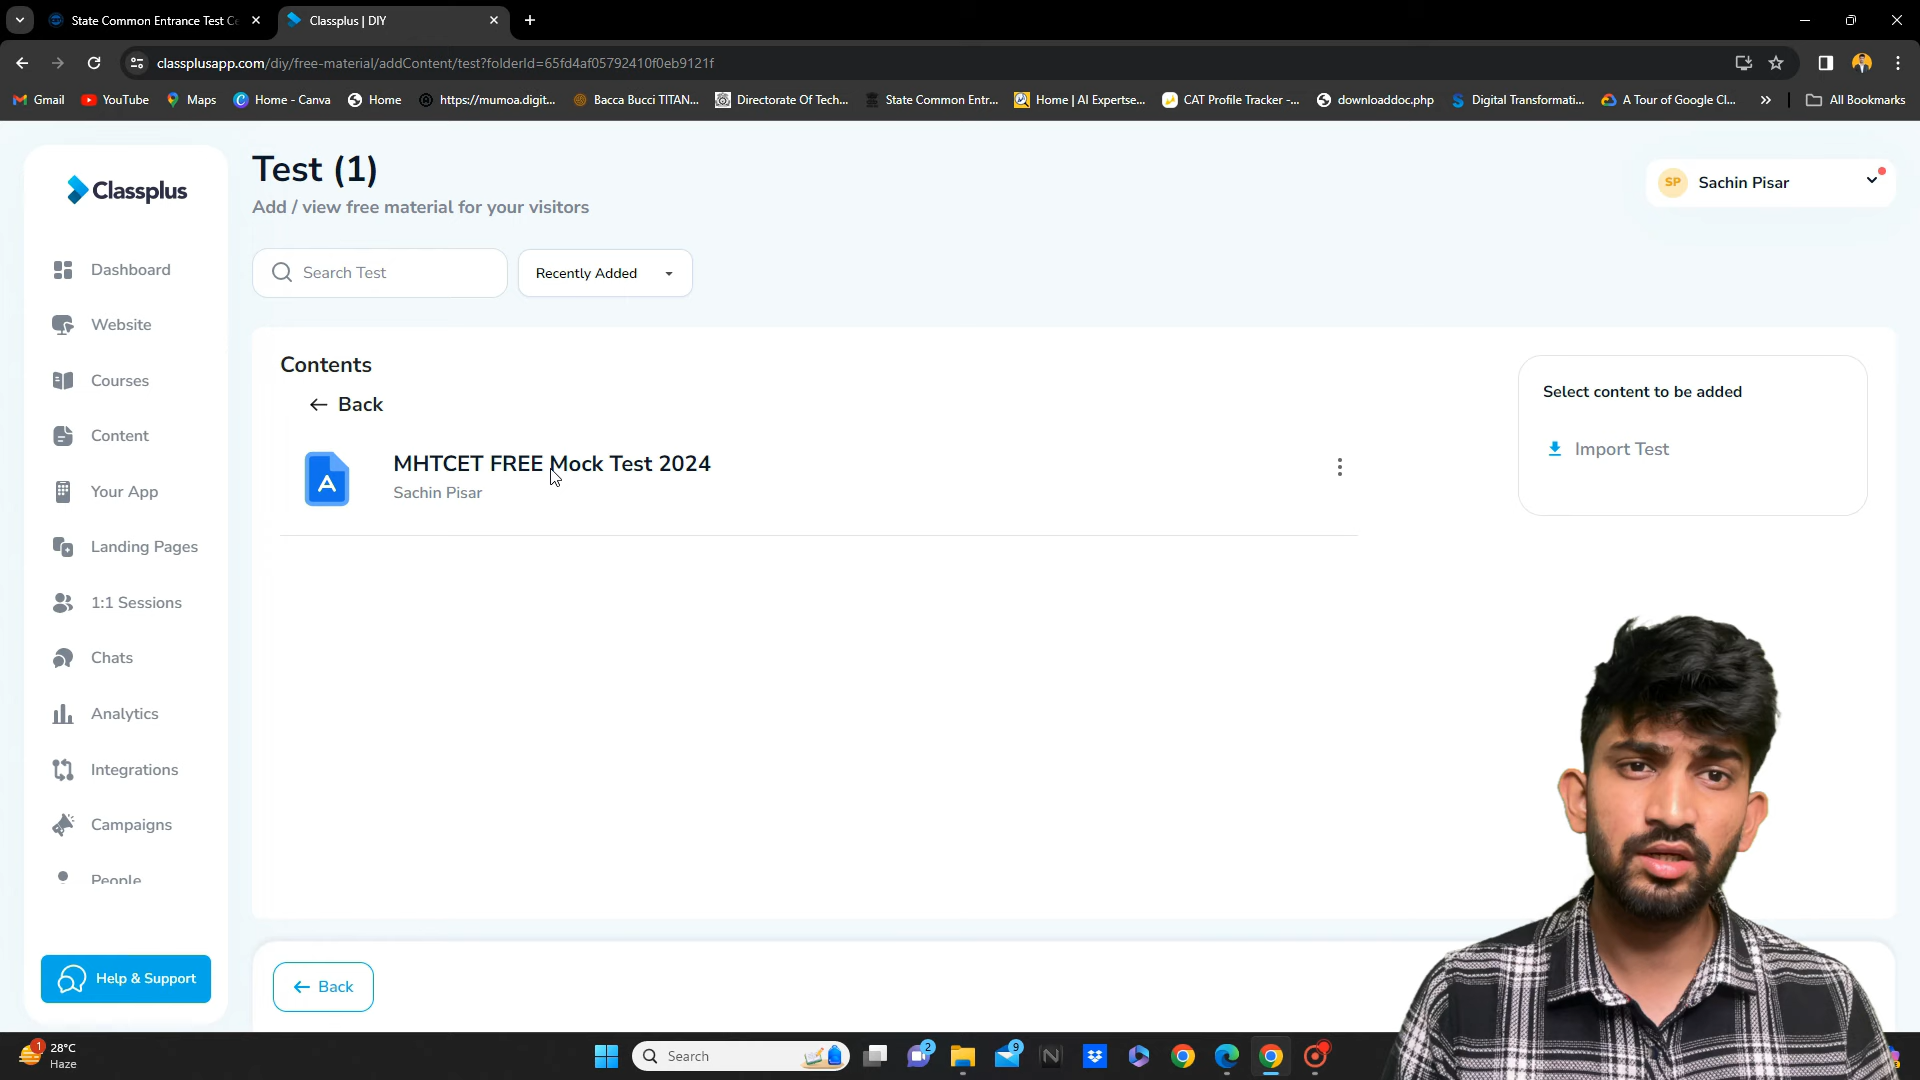 State Common Entrance Test Ce
Classplus | DIY
classplusapp.com/diy/free-material/addContent/test?folderId=65fd4af05792410f0eb9121f
Gmail
YouTube
Maps
Home - Canva
Home
https://mumoa.digit...
Bacca Bucci TITAN...
Directorate Of Tech...
State Common Entr...
Home | AI Expertse...
CAT Profile Tracker -...
downloaddoc.php
Digital Transformati...
A Tour of Google Cl...
All Bookmarks
Classplus
Test (1)
Add / view free material for your visitors
SP Sachin Pisar
Search Test
Recently Added
Dashboard
Website
Courses
Content
Your App
Landing Pages
1:1 Sessions
Chats
Analytics
Integrations
Campaigns
People
Help & Support
Contents
← Back
A
MHTCET FREE Mock Test 2024
Sachin Pisar
Select content to be added
Import Test
← Back
1
28°C
Haze
Search
2
9